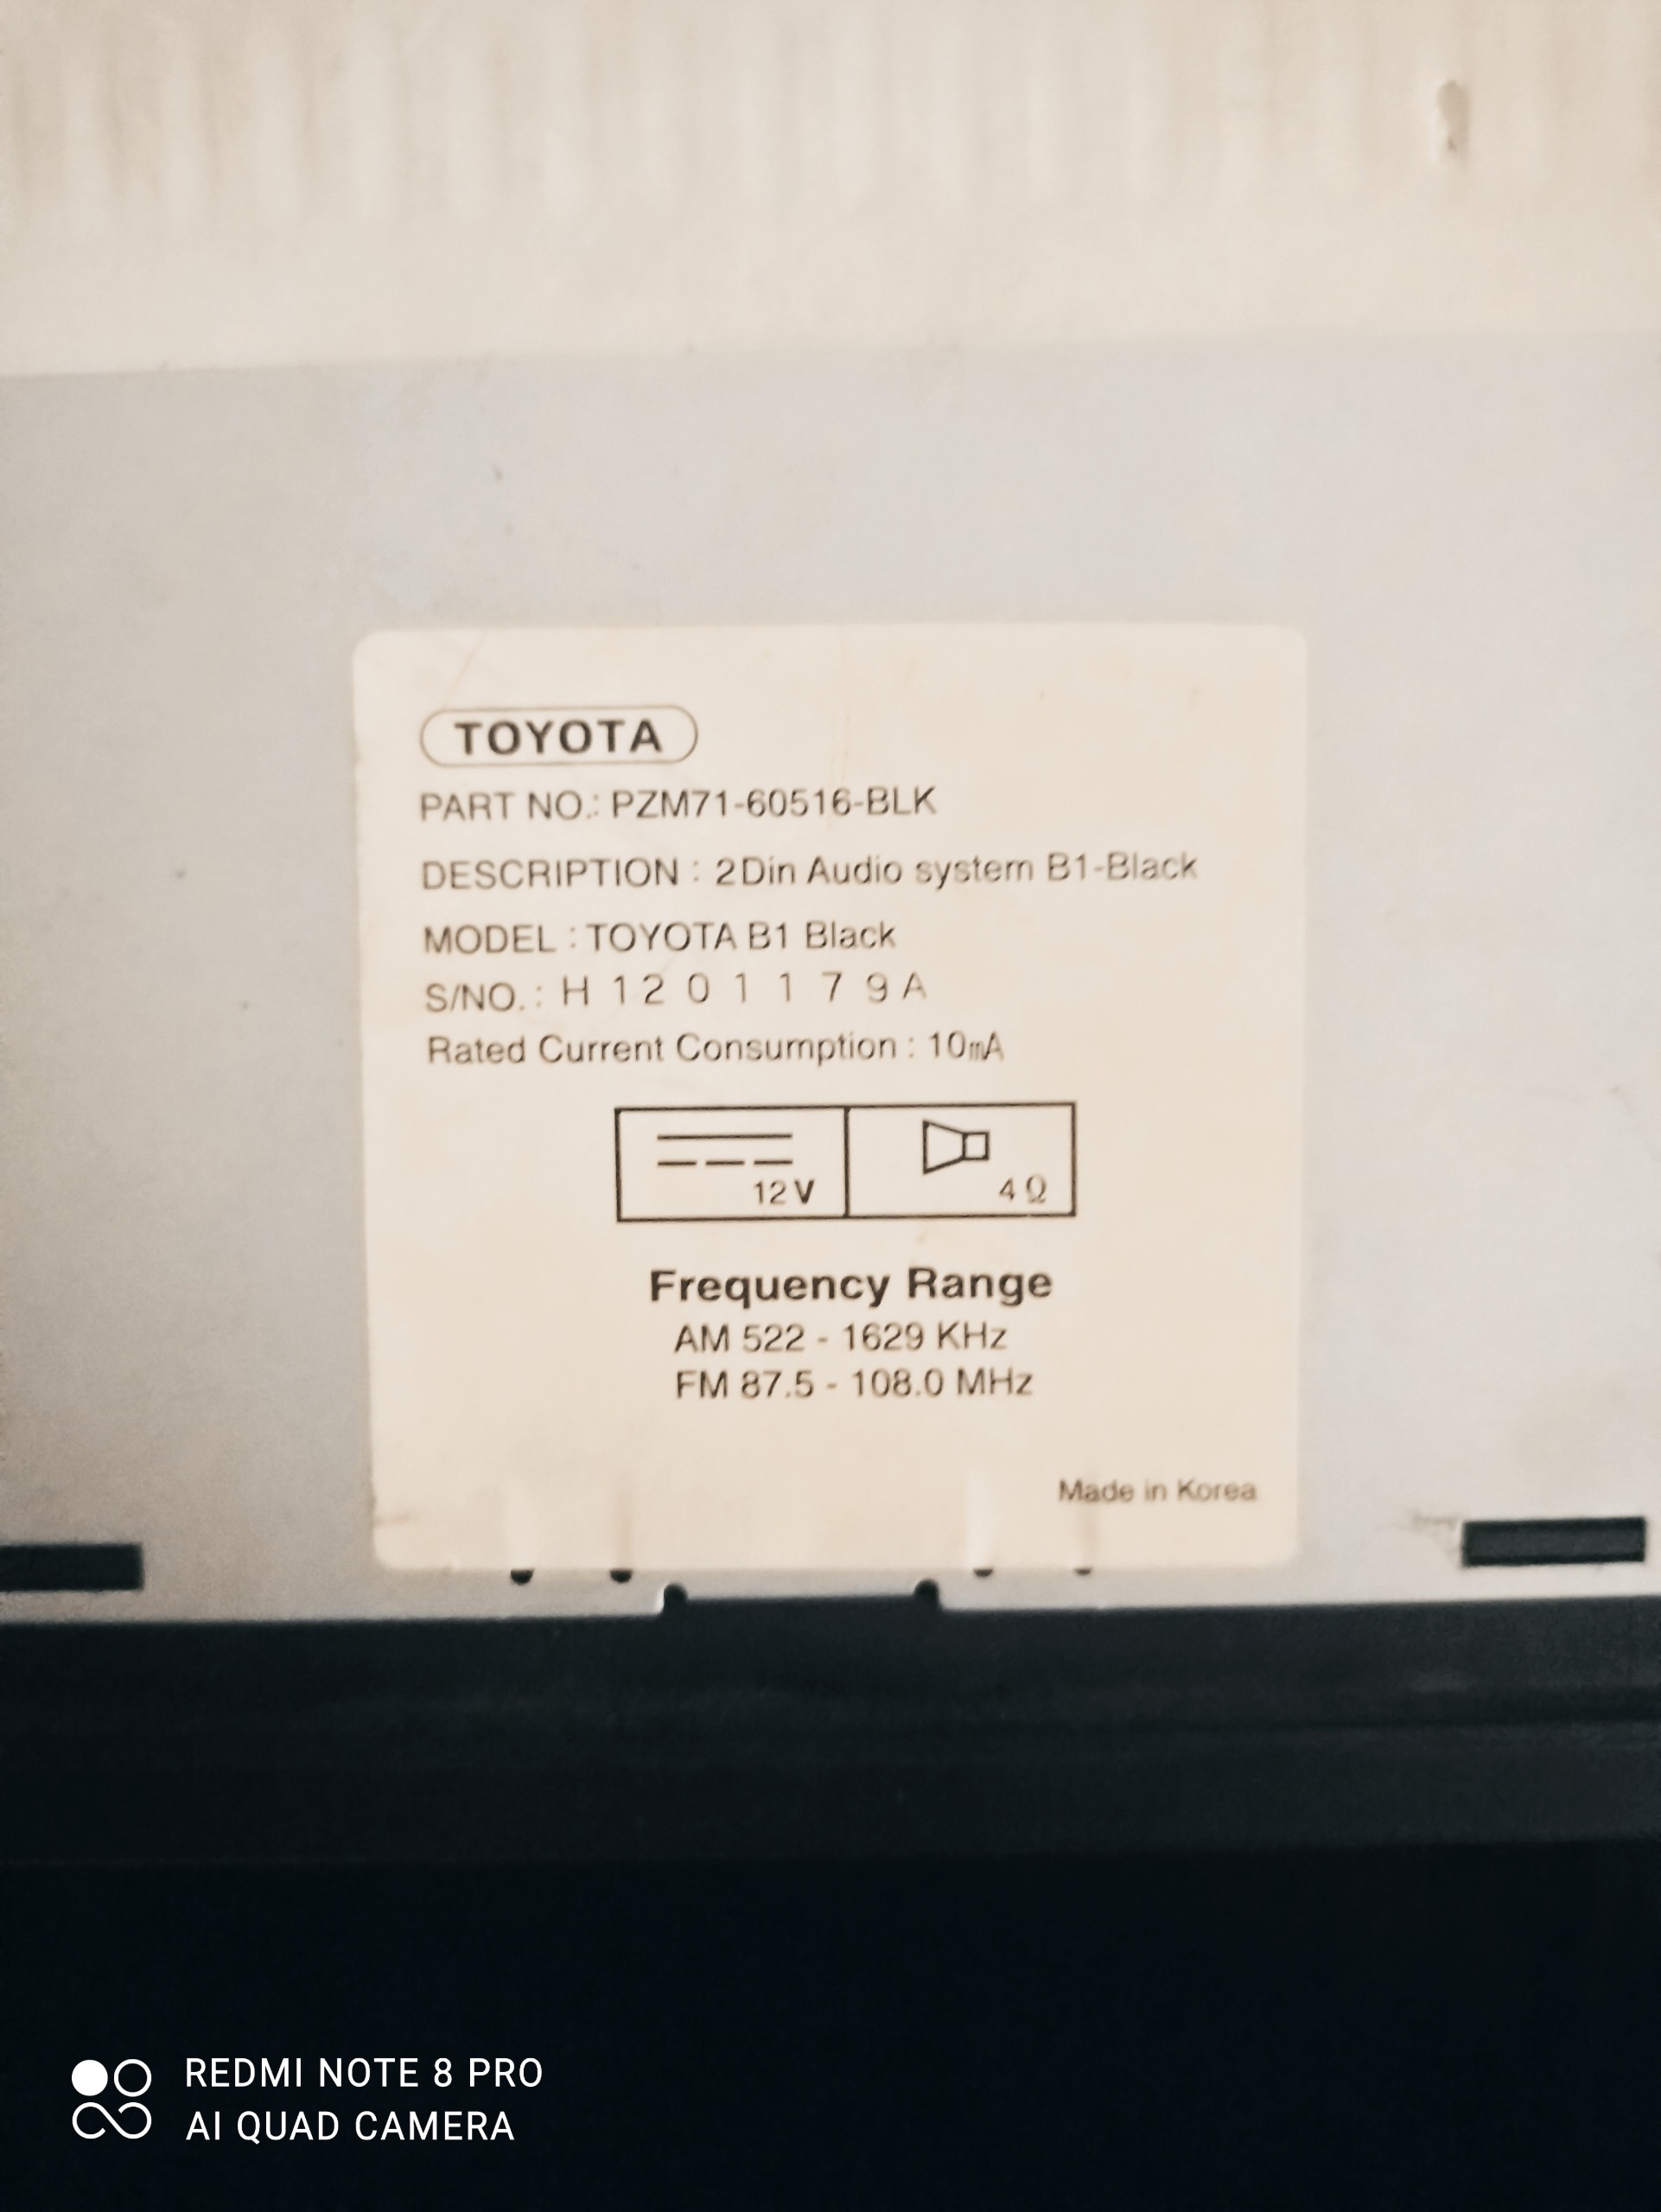 TOYOTA
PART NO.: PZM71-60516-BLK
DESCRIPTION : 2Din Audio system B1-Black
MODEL : TOYOTA B1 Black
S/NO. : H 1 2 0 1 1 7 9 A
Rated Current Consumption : 10mA
12 V 4 Ω
Frequency Range
AM 522 - 1629 KHz
FM 87.5 - 108.0 MHz
Made in Korea
REDMI NOTE 8 PRO
AI QUAD CAMERA